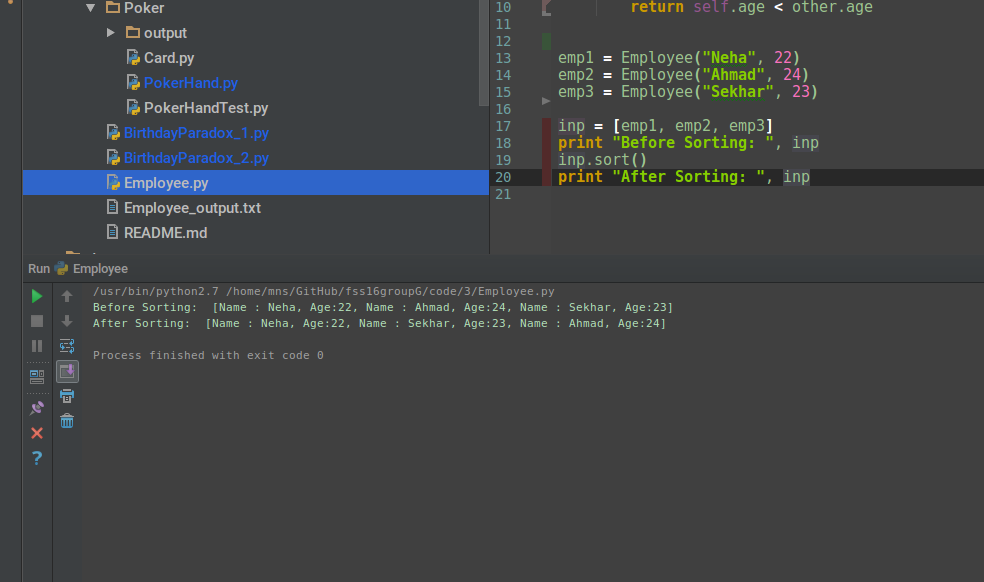 Poker
output
Card.py
PokerHand.py
PokerHandTest.py
BirthdayParadox_1.py
BirthdayParadox_2.py
Employee.py
Employee_output.txt
README.md
10 return self.age < other.age
11
12
13 emp1 = Employee("Neha", 22)
14 emp2 = Employee("Ahmad", 24)
15 emp3 = Employee("Sekhar", 23)
16
17 inp = [emp1, emp2, emp3]
18 print "Before Sorting: ", inp
19 inp.sort()
20 print "After Sorting: ", inp
21
Run Employee
/usr/bin/python2.7 /home/mns/GitHub/fss16groupG/code/3/Employee.py
Before Sorting:  [Name : Neha, Age:22, Name : Ahmad, Age:24, Name : Sekhar, Age:23]
After Sorting:  [Name : Neha, Age:22, Name : Sekhar, Age:23, Name : Ahmad, Age:24]
Process finished with exit code 0